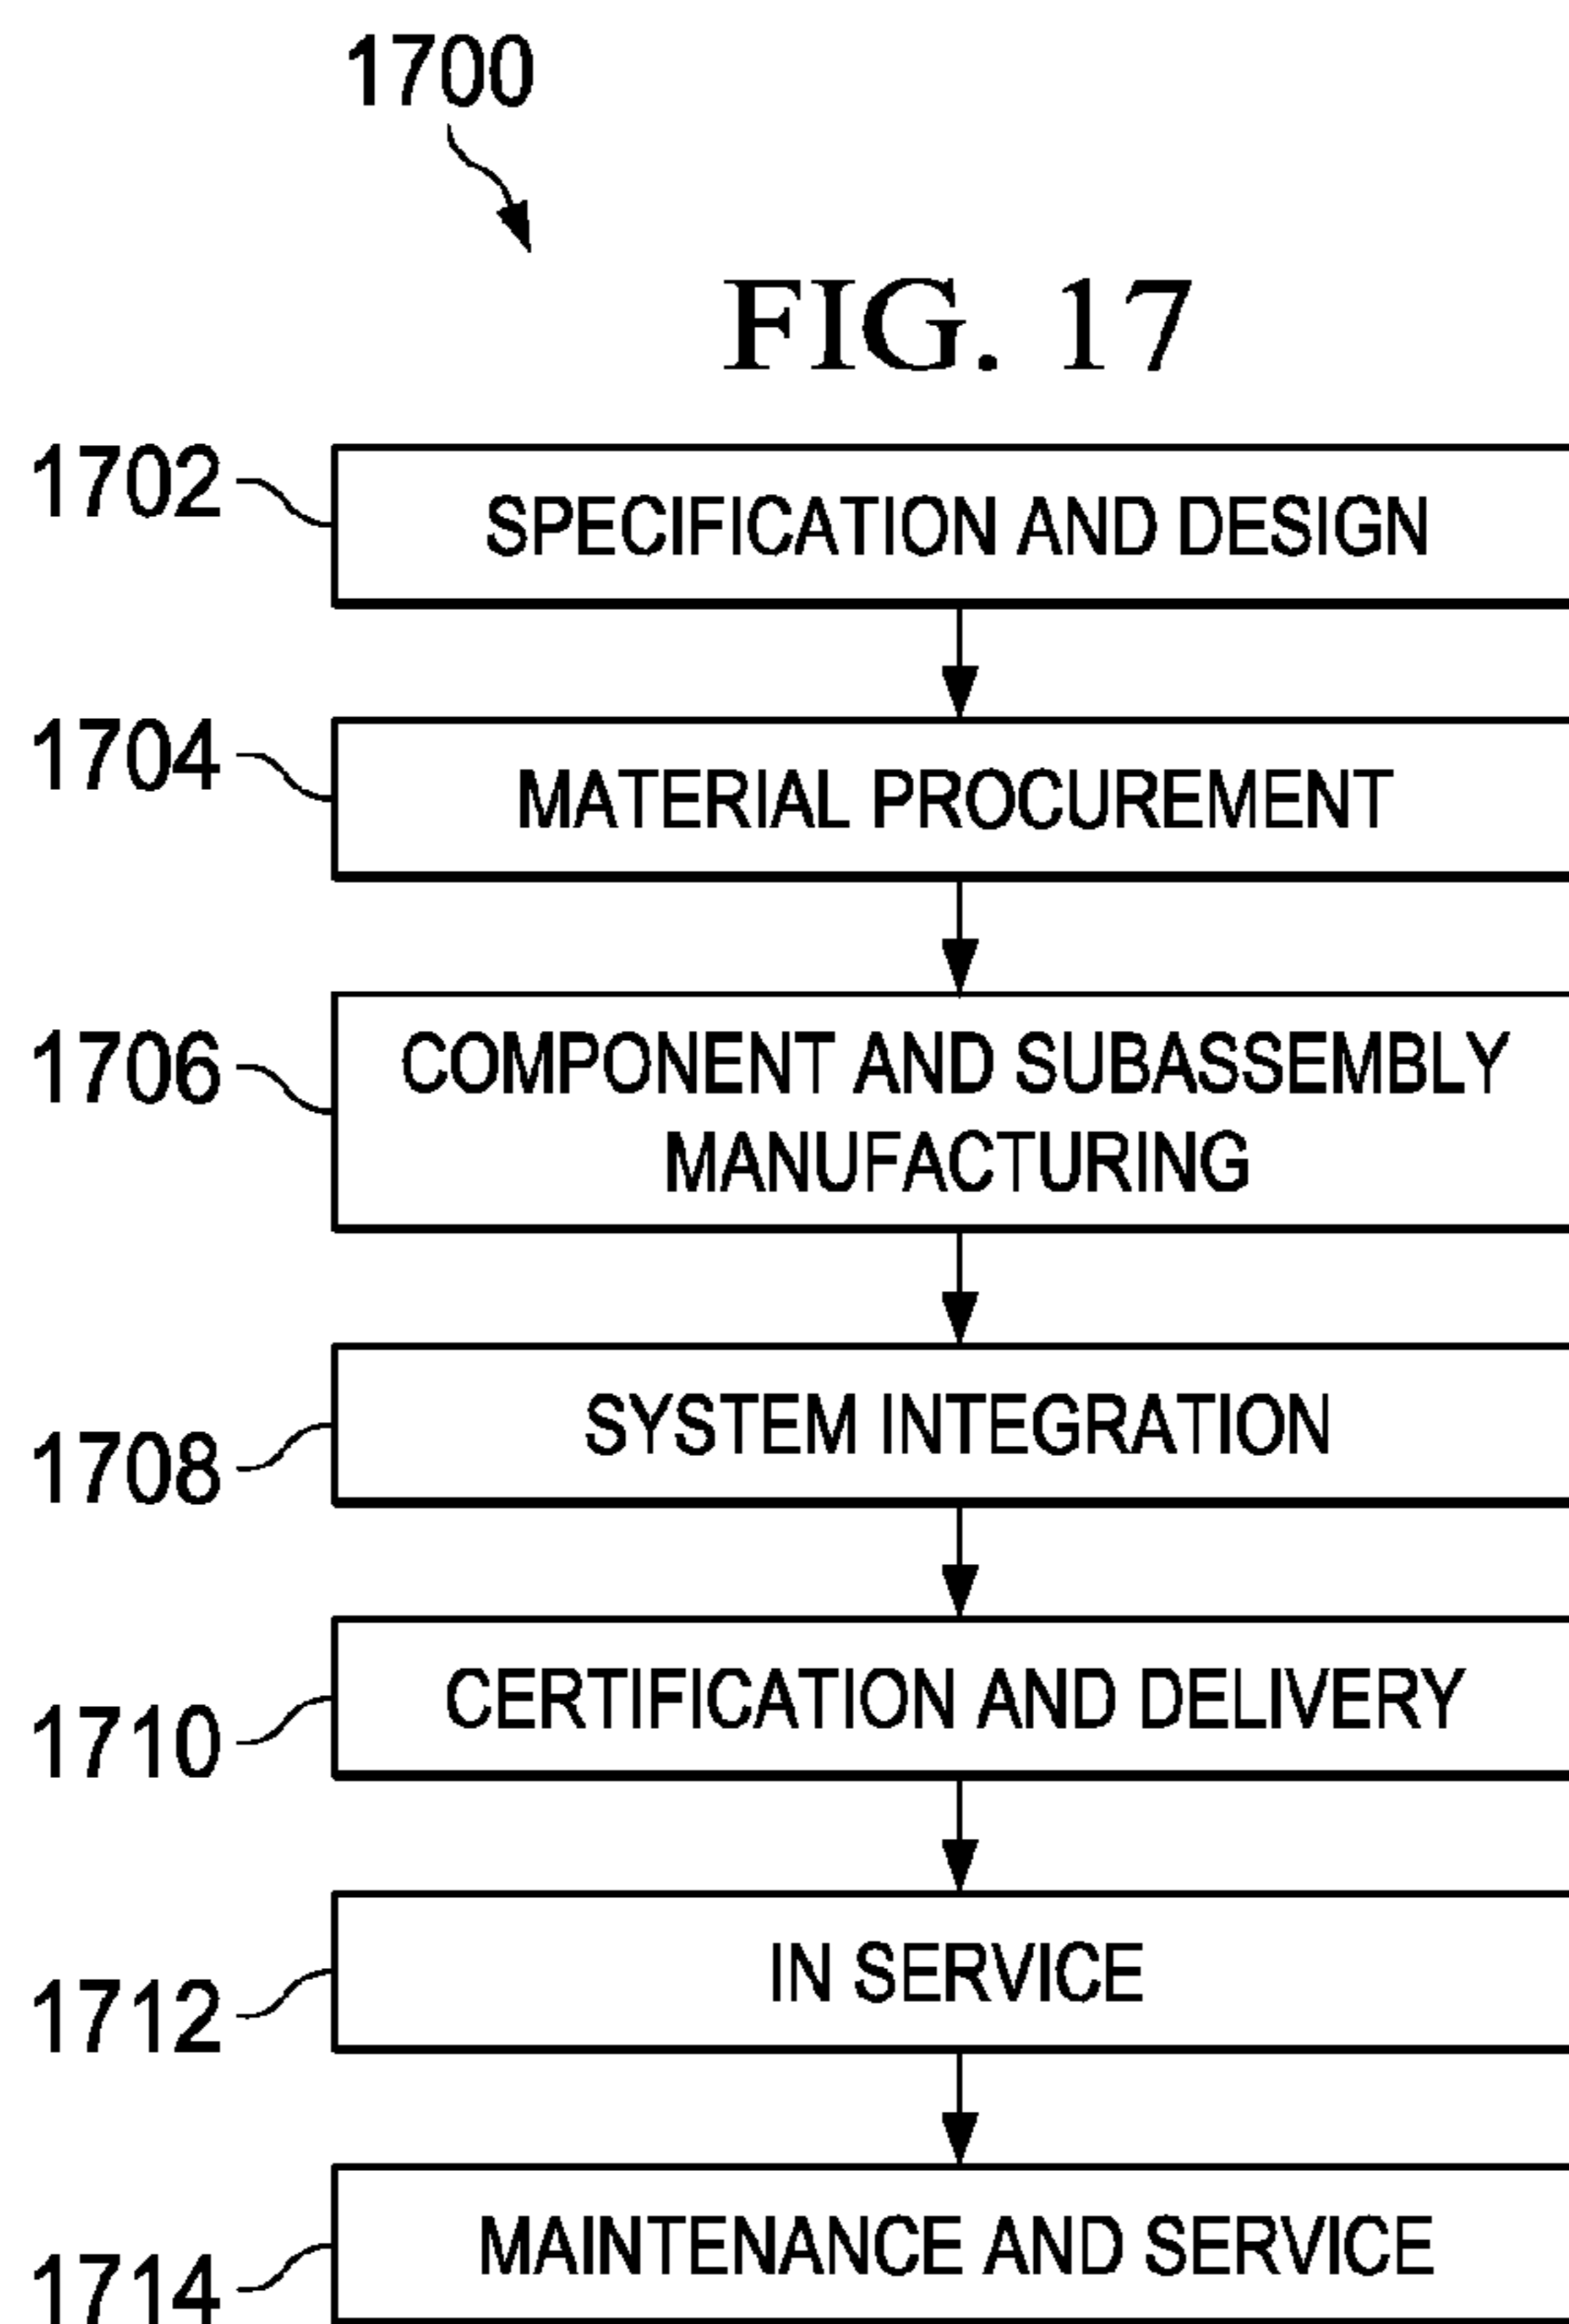 1700
FIG. 17
1702
SPECIFICATION AND DESIGN
1704
MATERIAL PROCUREMENT
1706
COMPONENT AND SUBASSEMBLY
MANUFACTURING
1708
SYSTEM INTEGRATION
1710
CERTIFICATION AND DELIVERY
1712
IN SERVICE
1714
MAINTENANCE AND SERVICE